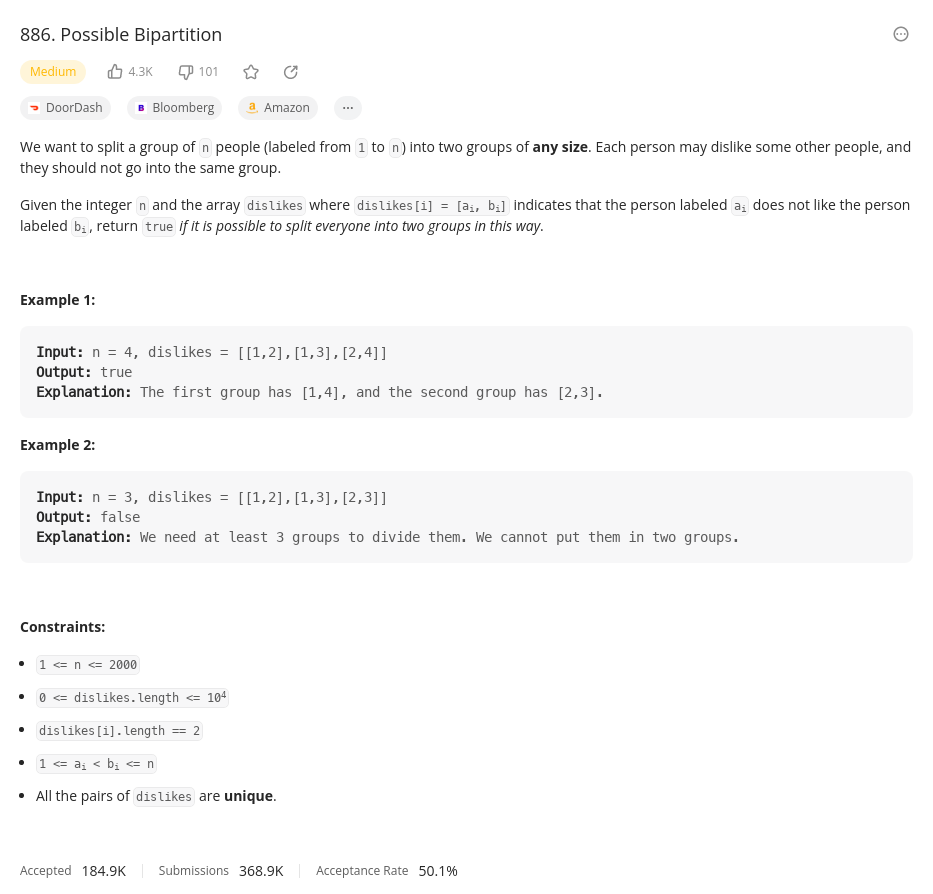 886. Possible Bipartition
Medium 4.3K 101
DoorDash Bloomberg Amazon ...
We want to split a group of n people (labeled from 1 to n) into two groups of any size. Each person may dislike some other people, and
they should not go into the same group.
Given the integer n and the array dislikes where dislikes[i] = [ai, bi] indicates that the person labeled ai does not like the person
labeled bi, return true if it is possible to split everyone into two groups in this way.
Example 1:
Input: n = 4, dislikes = [[1,2],[1,3],[2,4]]
Output: true
Explanation: The first group has [1,4], and the second group has [2,3].
Example 2:
Input: n = 3, dislikes = [[1,2],[1,3],[2,3]]
Output: false
Explanation: We need at least 3 groups to divide them. We cannot put them in two groups.
Constraints:
• 1 <= n <= 2000
• 0 <= dislikes.length <= 10⁴
• dislikes[i].length == 2
• 1 <= ai < bi <= n
• All the pairs of dislikes are unique.
Accepted 184.9K Submissions 368.9K Acceptance Rate 50.1%